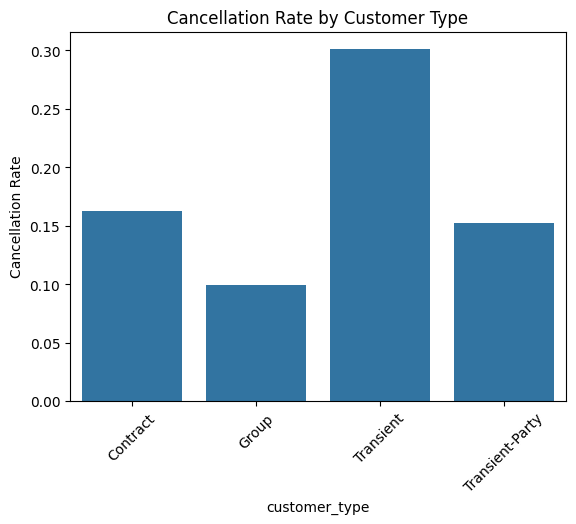 Cancellation Rate by Customer Type
Cancellation Rate
0.30
0.25
0.20
0.15
0.10
0.05
0.00
Contract
Group
Transient
Transient-Party
customer_type